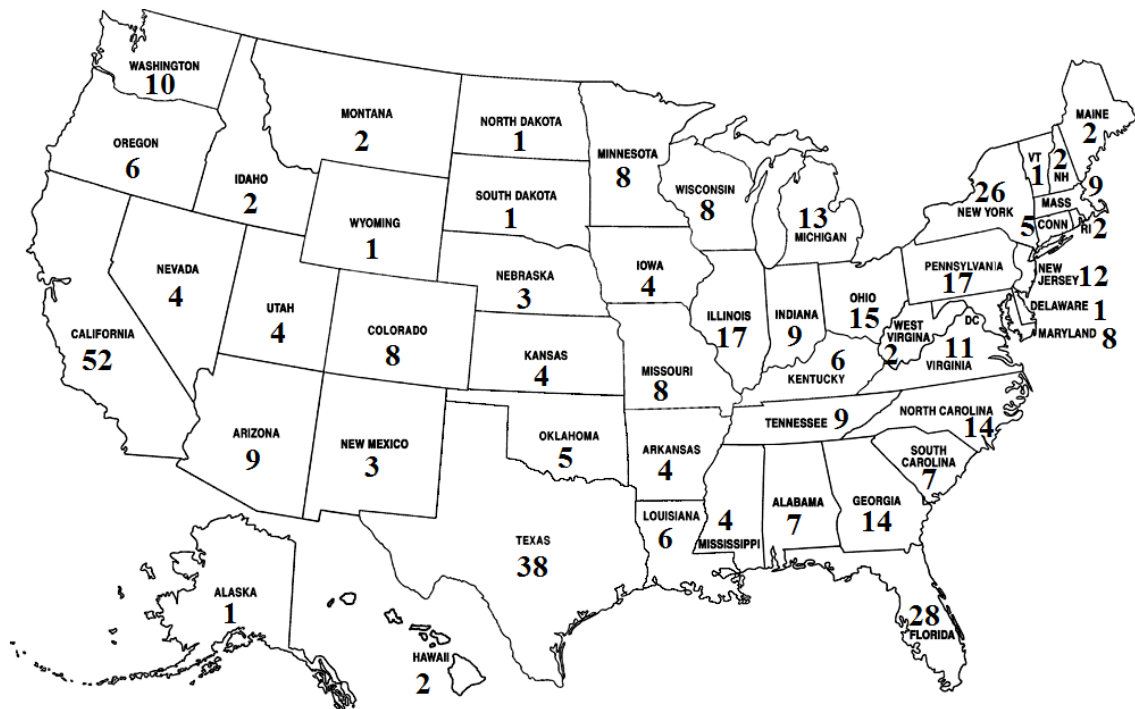 WASHINGTON
10
OREGON
6
IDAHO
2
MONTANA
2
NORTH DAKOTA
1
SOUTH DAKOTA
1
WYOMING
1
NEVADA
4
UTAH
4
CALIFORNIA
52
COLORADO
8
NEBRASKA
3
KANSAS
4
ARIZONA
9
NEW MEXICO
3
OKLAHOMA
5
TEXAS
38
ALASKA
1
HAWAII
2
MINNESOTA
8
WISCONSIN
8
IOWA
4
MISSOURI
8
ARKANSAS
4
LOUISIANA
6
4
MISSISSIPPI
ILLINOIS
17
13
MICHIGAN
INDIANA
9
OHIO
15
6
KENTUCKY
TENNESSEE 9
ALABAMA
7
GEORGIA
14
28
FLORIDA
SOUTH
CAROLINA
7
NORTH CAROLINA
14
11
VIRGINIA
WEST
VIRGINA
2
DC
PENNSYLVANIA
17
26
NEW YORK
VT
1
2
NH
MAINE
2
9
MASS
5
CONN
RI 2
NEW
JERSEY 12
DELAWARE 1
MARYLAND 8